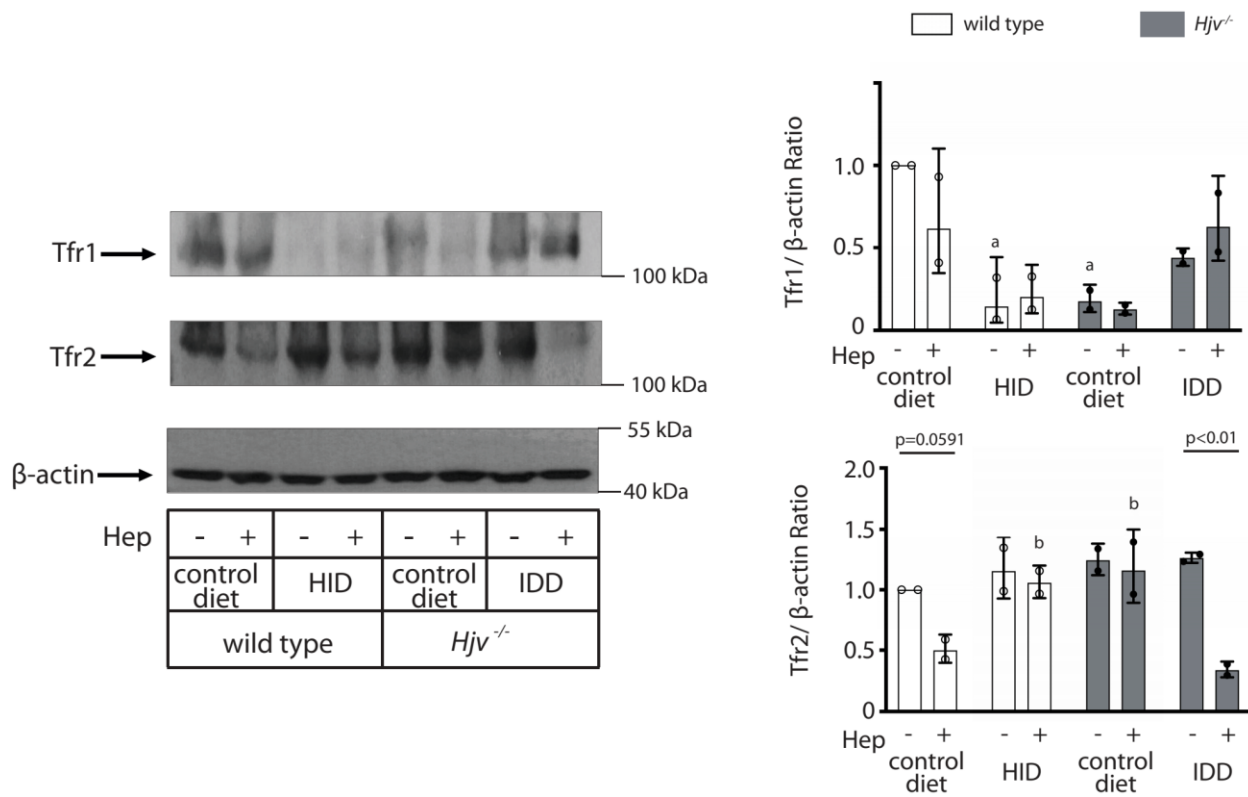 wild type
Hjv-/-
Tfr1
100 kDa
Tfr2
100 kDa
β-actin
55 kDa
40 kDa
Hep - + - + - + - +
control diet HID control diet IDD
wild type Hjv -/-
Tfr1/ β-actin Ratio
1.0
0.5
0
a
a
Hep - + - + - + - +
control diet HID control diet IDD
p=0.0591
p<0.01
Tfr2/ β-actin Ratio
2.0
1.5
1.0
0.5
0
b
b
Hep - + - + - + - +
control diet HID control diet IDD